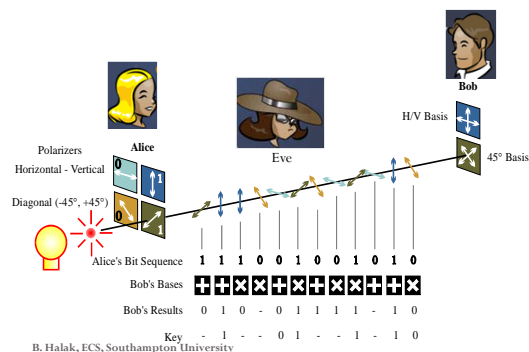 Bob
H/V Basis
45° Basis
Eve
Polarizers
Alice
Horizontal - Vertical
0
1
Diagonal (-45°, +45°)
0
1
Alice's Bit Sequence 1 1 1 0 0 1 0 0 1 0 1 0
Bob's Bases
Bob's Results 0 1 0 - 0 1 1 1 1 - 1 0
Key - 1 - - 0 1 - - 1 - 1 0
B. Halak, ECS, Southampton University